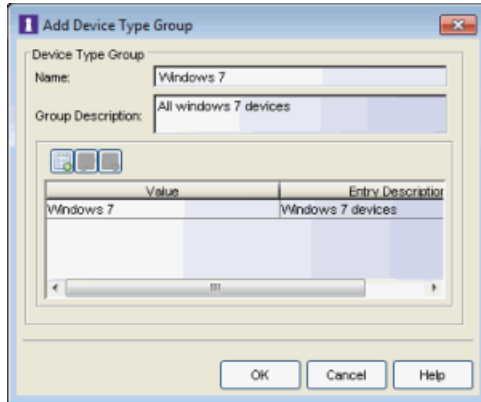 Add Device Type Group
Device Type Group
Name: Windows 7
Group Description: All windows 7 devices
Value Entry Description
Windows 7 Windows 7 devices
OK Cancel Help